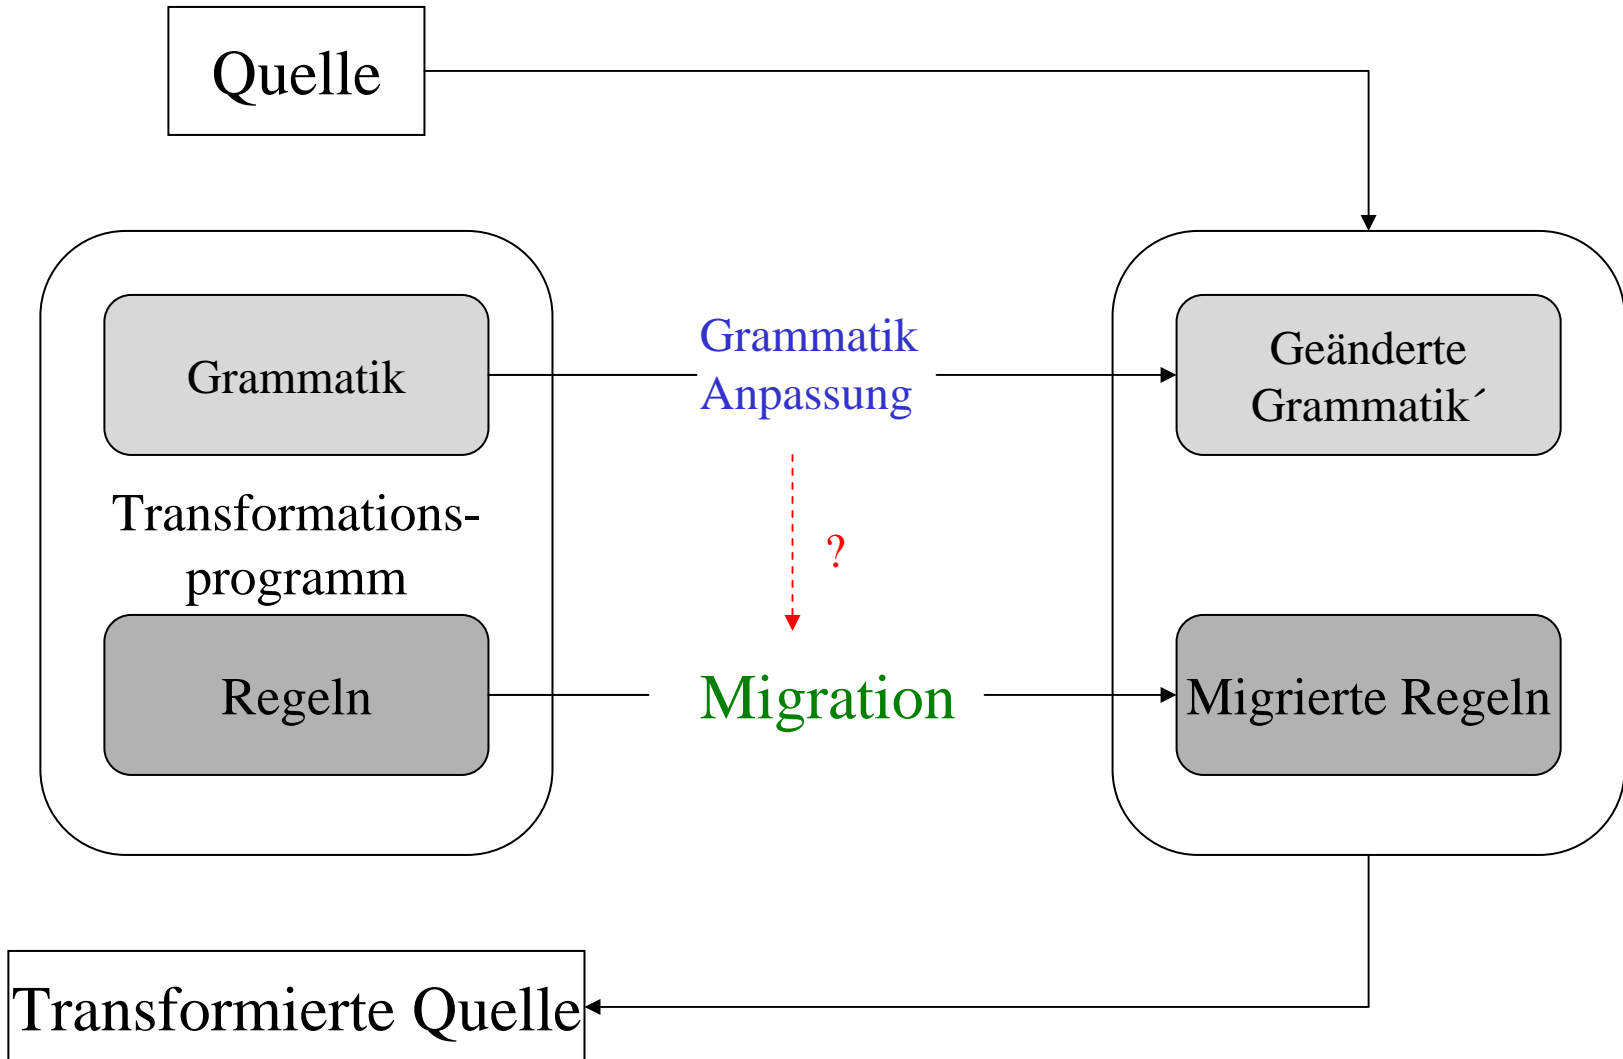 Quelle
Grammatik
Grammatik
Anpassung
Geänderte
Grammatik´
Transformations-
programm
?
Regeln
Migration
Migrierte Regeln
Transformierte Quelle